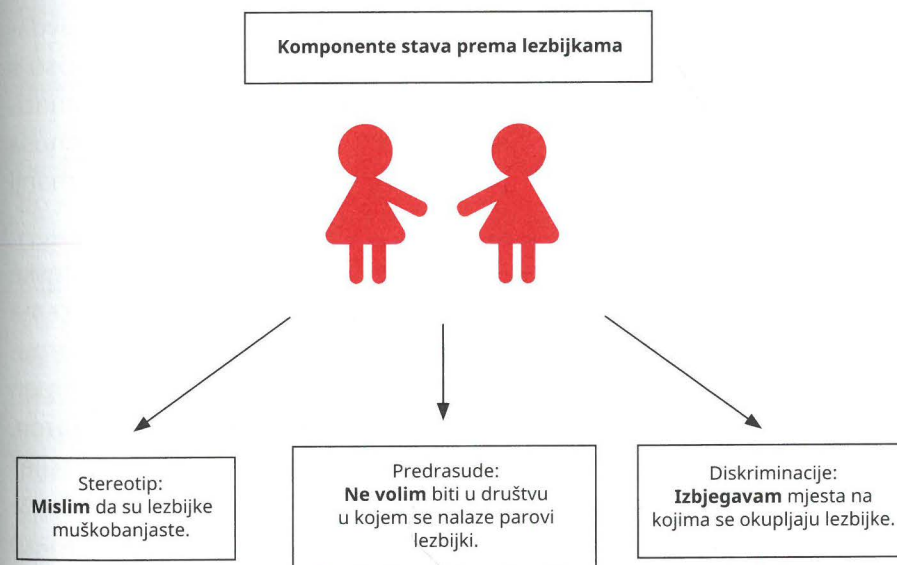 Komponente stava prema lezbijkama
Stereotip:
Mislim da su lezbijke
muškobanjaste.
Predrasude:
Ne volim biti u društvu
u kojem se nalaze parovi
lezbijki.
Diskriminacije:
Izbjegavam mjesta na
kojima se okupljaju lezbijke.